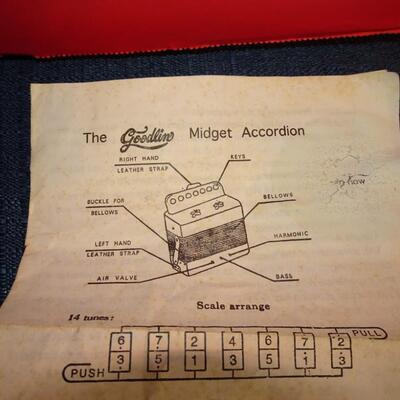 The Goodlin Midget Accordion
RIGHT HAND
LEATHER STRAP
KEYS
BUCKLE FOR
BELLOWS
BELLOWS
LEFT HAND
LEATHER STRAP
HARMONIC
AIR VALVE
BASS
Scale arrange
14 tunes:
PULL
6 7 2 4 6 7 2
3 5 1 3 5 1 3
PUSH